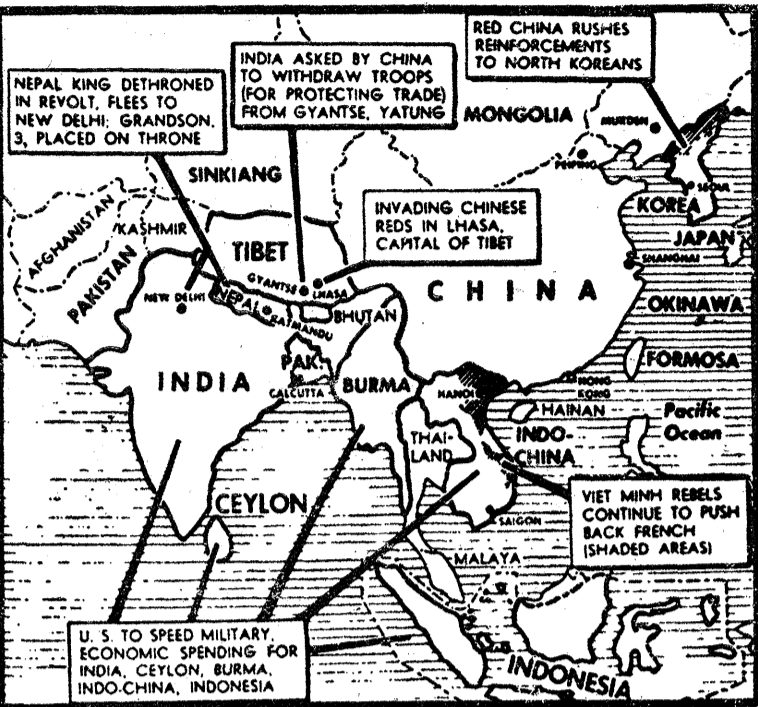 RED CHINA RUSHES
REINFORCEMENTS
TO NORTH KOREANS
INDIA ASKED BY CHINA
TO WITHDRAW TROOPS
(FOR PROTECTING TRADE)
FROM GYANTSE, YATUNG
NEPAL KING DETHRONED
IN REVOLT, FLEES TO
NEW DELHI; GRANDSON,
3, PLACED ON THRONE
MONGOLIA
MUKDEN
PEIPING
SINKIANG
SEOUL
KOREA
INVADING CHINESE
REDS IN LHASA,
CAPITAL OF TIBET
AFGHANISTAN
KASHMIR
PAKISTAN
TIBET
JAPAN
SHANGHAI
GYANTSE
LHASA
CHINA
NEW DELHI
NEPAL
KATMANDU
BHUTAN
OKINAWA
PAK.
FORMOSA
INDIA
CALCUTTA
BURMA
HANOI
HONG
KONG
HAINAN
Pacific
Ocean
THAI-
LAND
INDO-
CHINA
CEYLON
SAIGON
VIET MINH REBELS
CONTINUE TO PUSH
BACK FRENCH
(SHADED AREAS)
MALAYA
U. S. TO SPEED MILITARY,
ECONOMIC SPENDING FOR
INDIA, CEYLON, BURMA,
INDO-CHINA, INDONESIA
INDONESIA